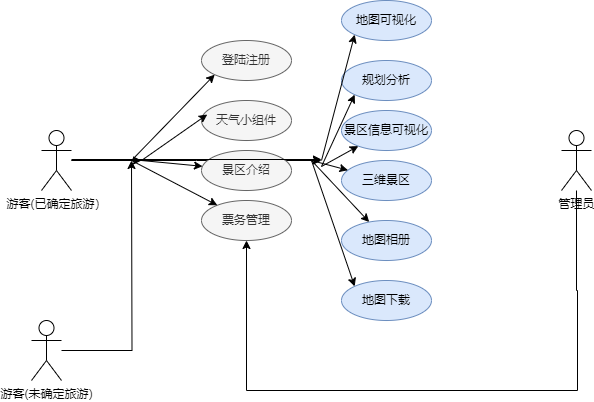 地图可视化
登陆注册
规划分析
天气小组件
景区信息可视化
景区介绍
三维景区
游客(已确定旅游)
管理员
票务管理
地图相册
地图下载
游客(未确定旅游)